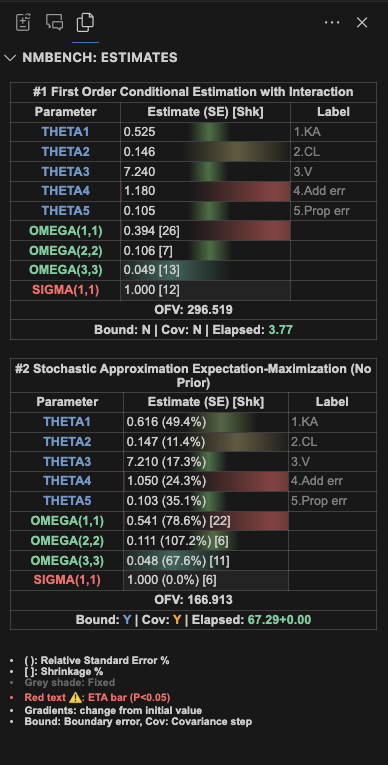 NMBENCH: ESTIMATES
#1 First Order Conditional Estimation with Interaction
Parameter Estimate (SE) [Shk] Label
THETA1 0.525 1.KA
THETA2 0.146 2.CL
THETA3 7.240 3.V
THETA4 1.180 4.Add err
THETA5 0.105 5.Prop err
OMEGA(1,1) 0.394 [26]
OMEGA(2,2) 0.106 [7]
OMEGA(3,3) 0.049 [13]
SIGMA(1,1) 1.000 [12]
OFV: 296.519
Bound: N | Cov: N | Elapsed: 3.77
#2 Stochastic Approximation Expectation-Maximization (No
Prior)
Parameter Estimate (SE) [Shk] Label
THETA1 0.616 (49.4%) 1.KA
THETA2 0.147 (11.4%) 2.CL
THETA3 7.210 (17.3%) 3.V
THETA4 1.050 (24.3%) 4.Add err
THETA5 0.103 (35.1%) 5.Prop err
OMEGA(1,1) 0.541 (78.6%) [22]
OMEGA(2,2) 0.111 (107.2%) [6]
OMEGA(3,3) 0.048 (67.6%) [11]
SIGMA(1,1) 1.000 (0.0%) [6]
OFV: 166.913
Bound: Y | Cov: Y | Elapsed: 67.29+0.00
• ( ): Relative Standard Error %
• [ ]: Shrinkage %
• Grey shade: Fixed
• Red text ⚠️: ETA bar (P<0.05)
• Gradients: change from initial value
• Bound: Boundary error, Cov: Covariance step